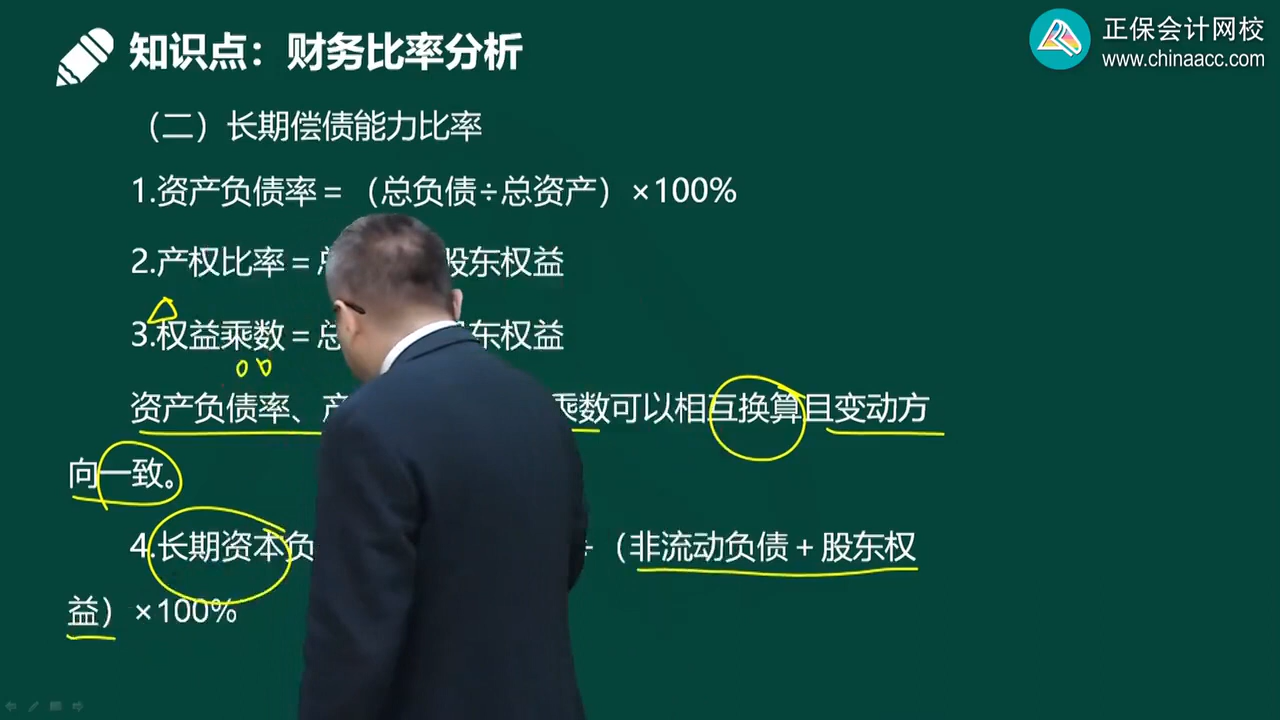 知识点：财务比率分析
正保会计网校
www.chinaacc.com
（二）长期偿债能力比率
1.资产负债率＝（总负债÷总资产）×100%
2.产权比率＝ 股东权益
3.权益乘数＝总 东权益
资产负债率、 乘数可以相互换算且变动方
向一致。
4.长期资本负 （非流动负债＋股东权
益）×100%